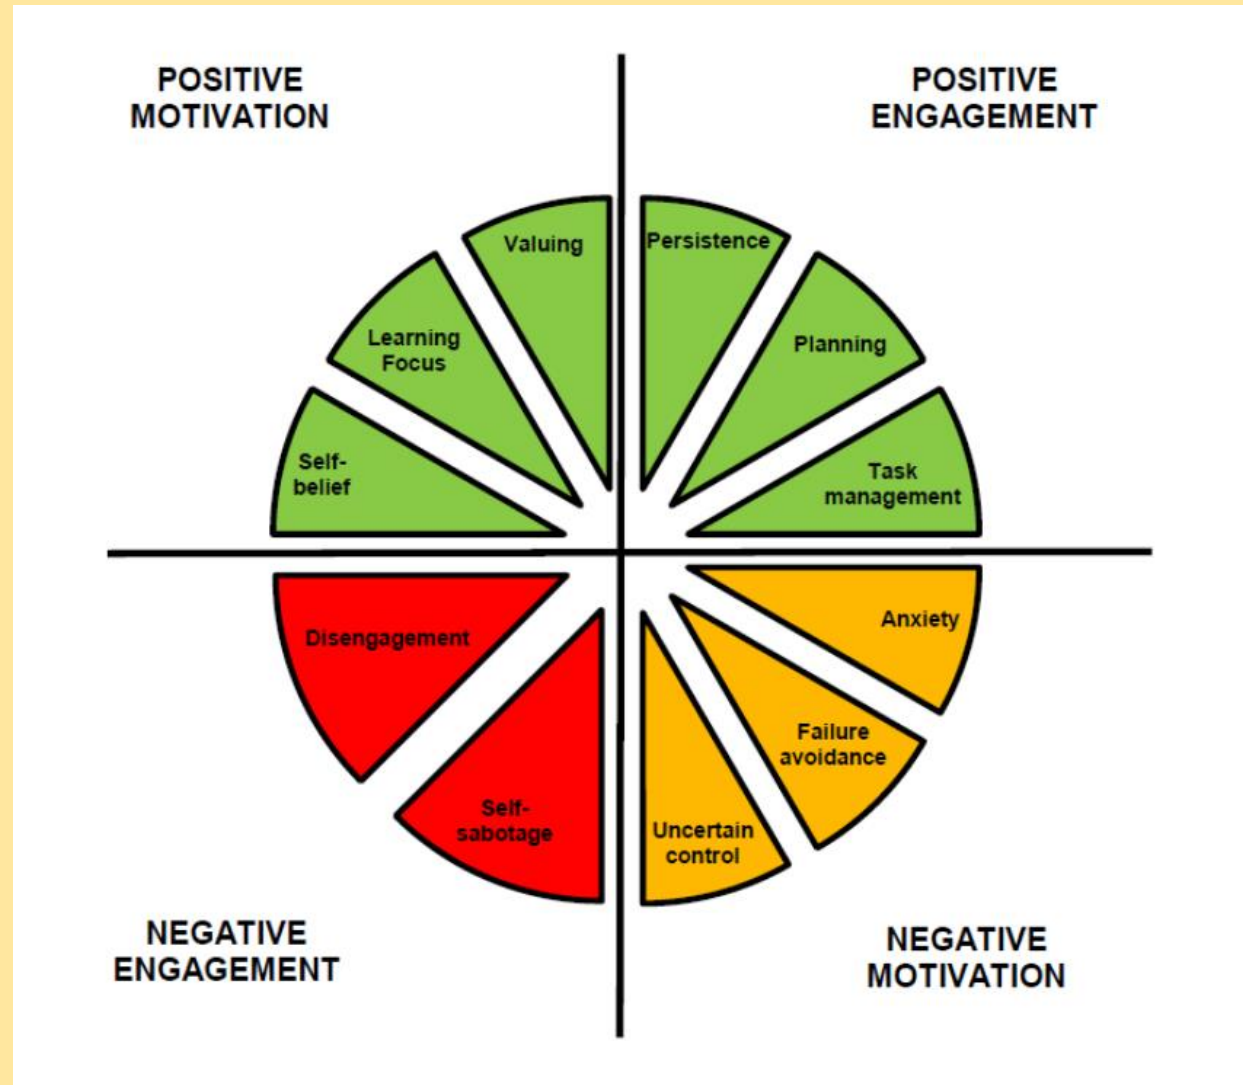 POSITIVE
MOTIVATION
POSITIVE
ENGAGEMENT
Valuing
Persistence
Learning
Focus
Planning
Self-
belief
Task
management
Disengagement
Anxiety
Self-
sabotage
Failure
avoidance
Uncertain
control
NEGATIVE
ENGAGEMENT
NEGATIVE
MOTIVATION